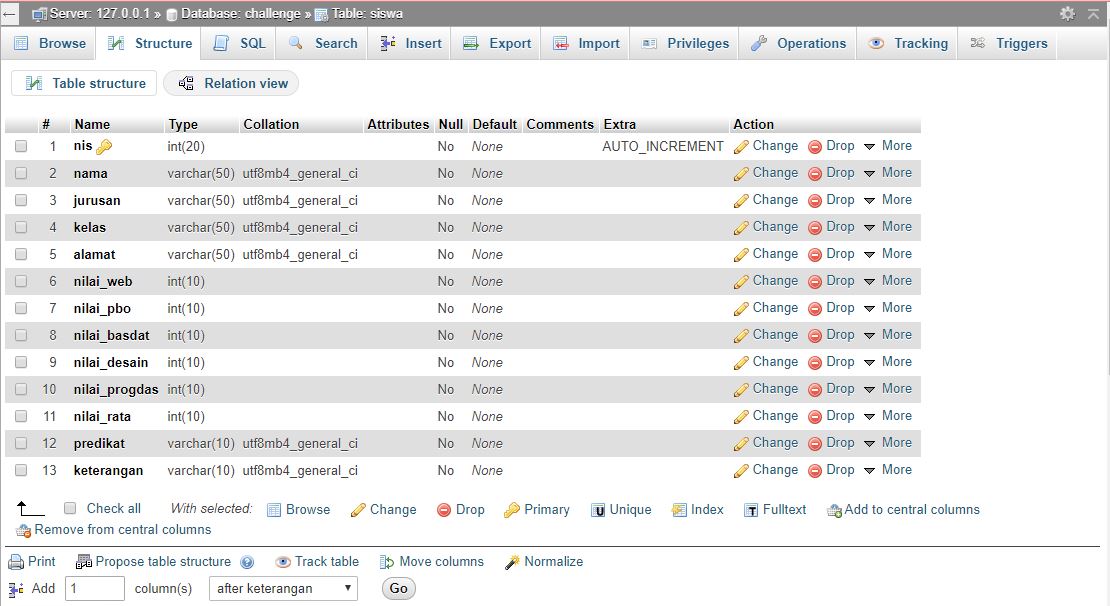 Server: 127.0.0.1 » Database: challenge » Table: siswa
Browse Structure SQL Search Insert Export Import Privileges Operations Tracking Triggers
Table structure Relation view
# Name Type Collation Attributes Null Default Comments Extra Action
1 nis int(20) No None AUTO_INCREMENT Change Drop More
2 nama varchar(50) utf8mb4_general_ci No None Change Drop More
3 jurusan varchar(50) utf8mb4_general_ci No None Change Drop More
4 kelas varchar(50) utf8mb4_general_ci No None Change Drop More
5 alamat varchar(50) utf8mb4_general_ci No None Change Drop More
6 nilai_web int(10) No None Change Drop More
7 nilai_pbo int(10) No None Change Drop More
8 nilai_basdat int(10) No None Change Drop More
9 nilai_desain int(10) No None Change Drop More
10 nilai_progdas int(10) No None Change Drop More
11 nilai_rata int(10) No None Change Drop More
12 predikat varchar(10) utf8mb4_general_ci No None Change Drop More
13 keterangan varchar(10) utf8mb4_general_ci No None Change Drop More
Check all With selected: Browse Change Drop Primary Unique Index Fulltext Add to central columns
Remove from central columns
Print Propose table structure Track table Move columns Normalize
Add 1 column(s) after keterangan Go